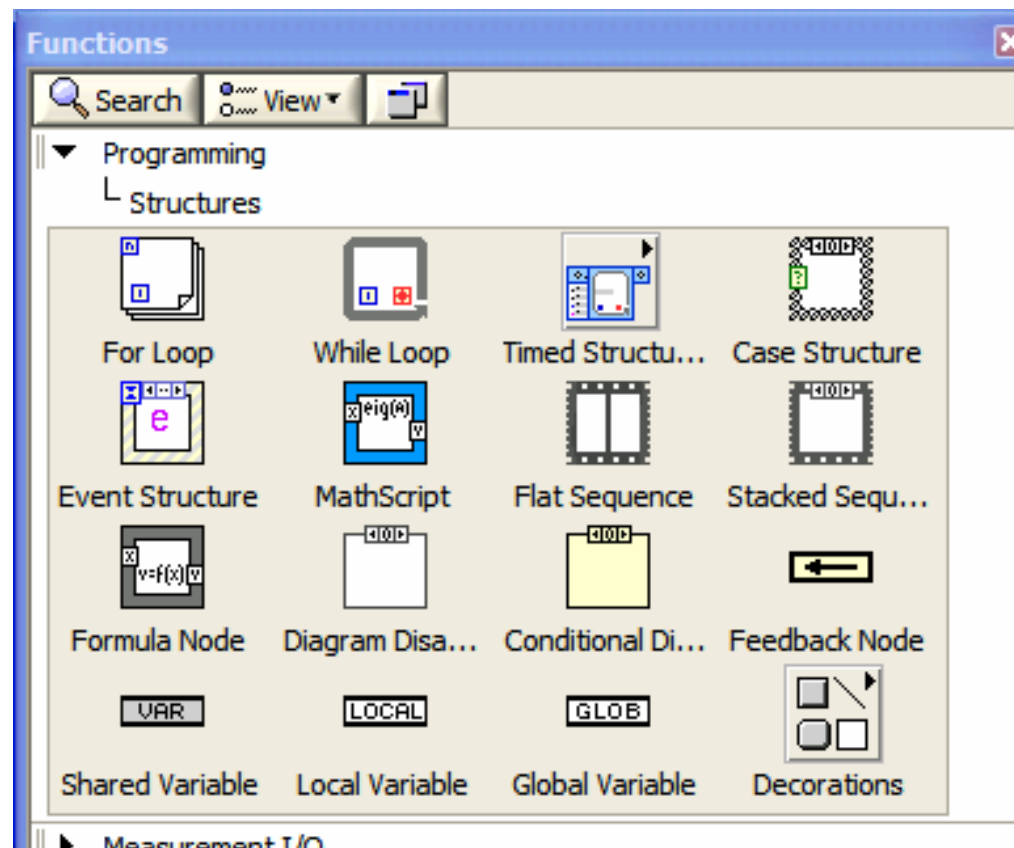 Functions
Search View
Programming
Structures
For Loop While Loop Timed Structu... Case Structure
e eig(A)
Event Structure MathScript Flat Sequence Stacked Sequ...
Formula Node Diagram Disa... Conditional Di... Feedback Node
VAR LOCAL GLOB
Shared Variable Local Variable Global Variable Decorations
Measurement I/O